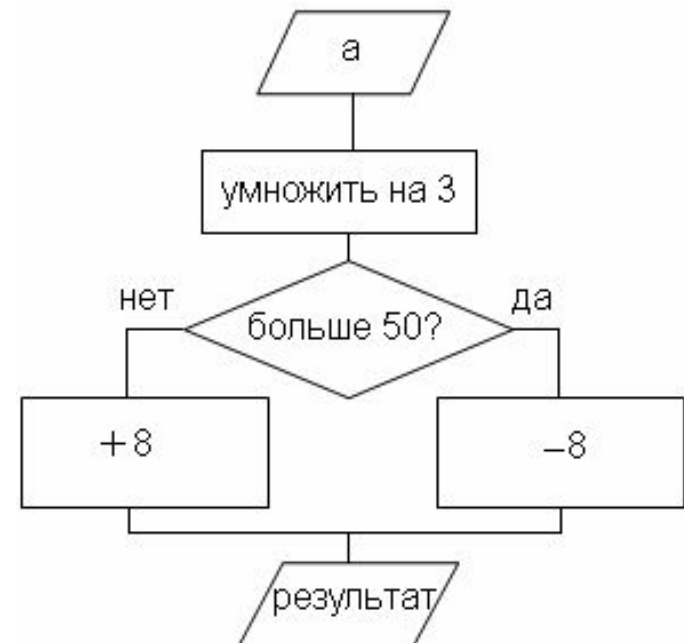 а
умножить на 3
нет
да
больше 50?
+8
–8
результат